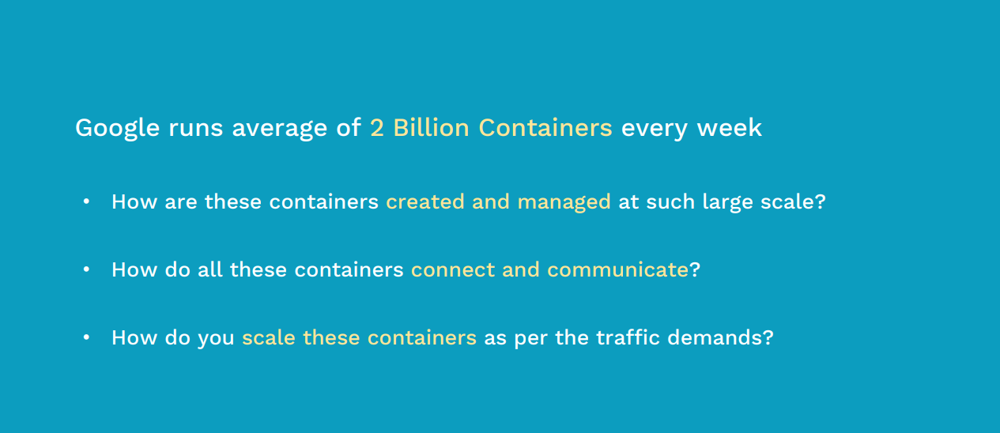 Google runs average of 2 Billion Containers every week
• How are these containers created and managed at such large scale?
• How do all these containers connect and communicate?
• How do you scale these containers as per the traffic demands?